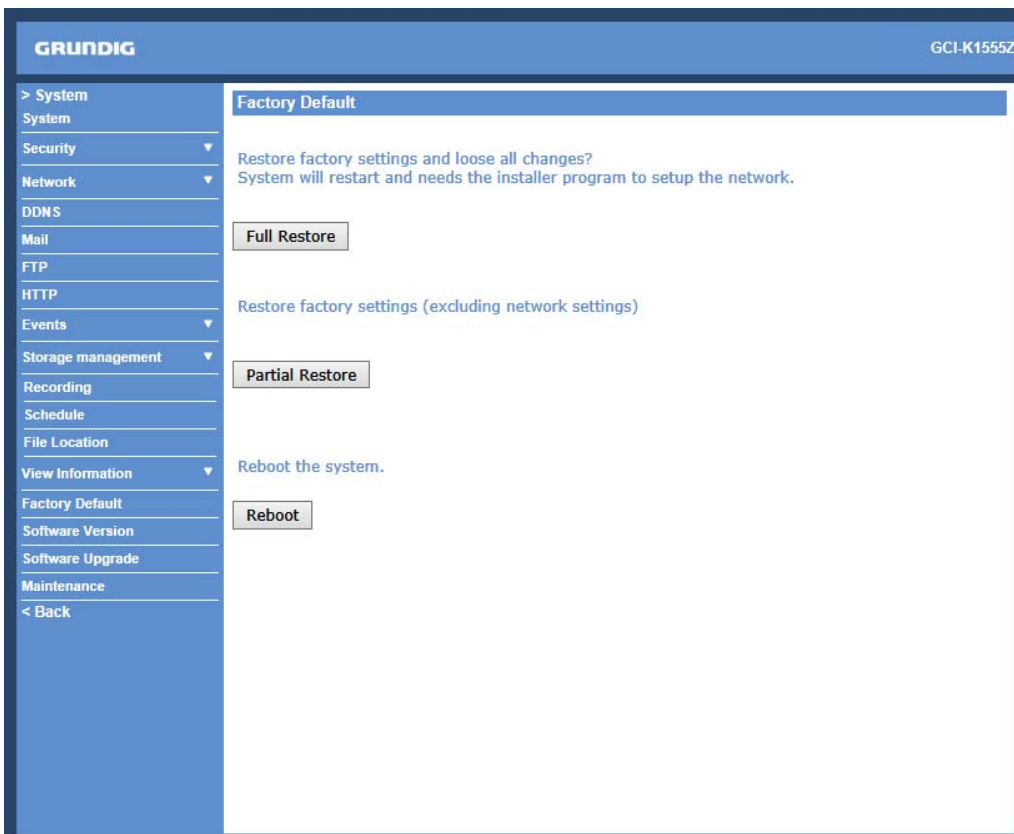 GRUNDIG
GCI-K1555Z
> System
System
Security
Network
DDNS
Mail
FTP
HTTP
Events
Storage management
Recording
Schedule
File Location
View Information
Factory Default
Software Version
Software Upgrade
Maintenance
< Back
Factory Default
Restore factory settings and loose all changes?
System will restart and needs the installer program to setup the network.
Full Restore
Restore factory settings (excluding network settings)
Partial Restore
Reboot the system.
Reboot